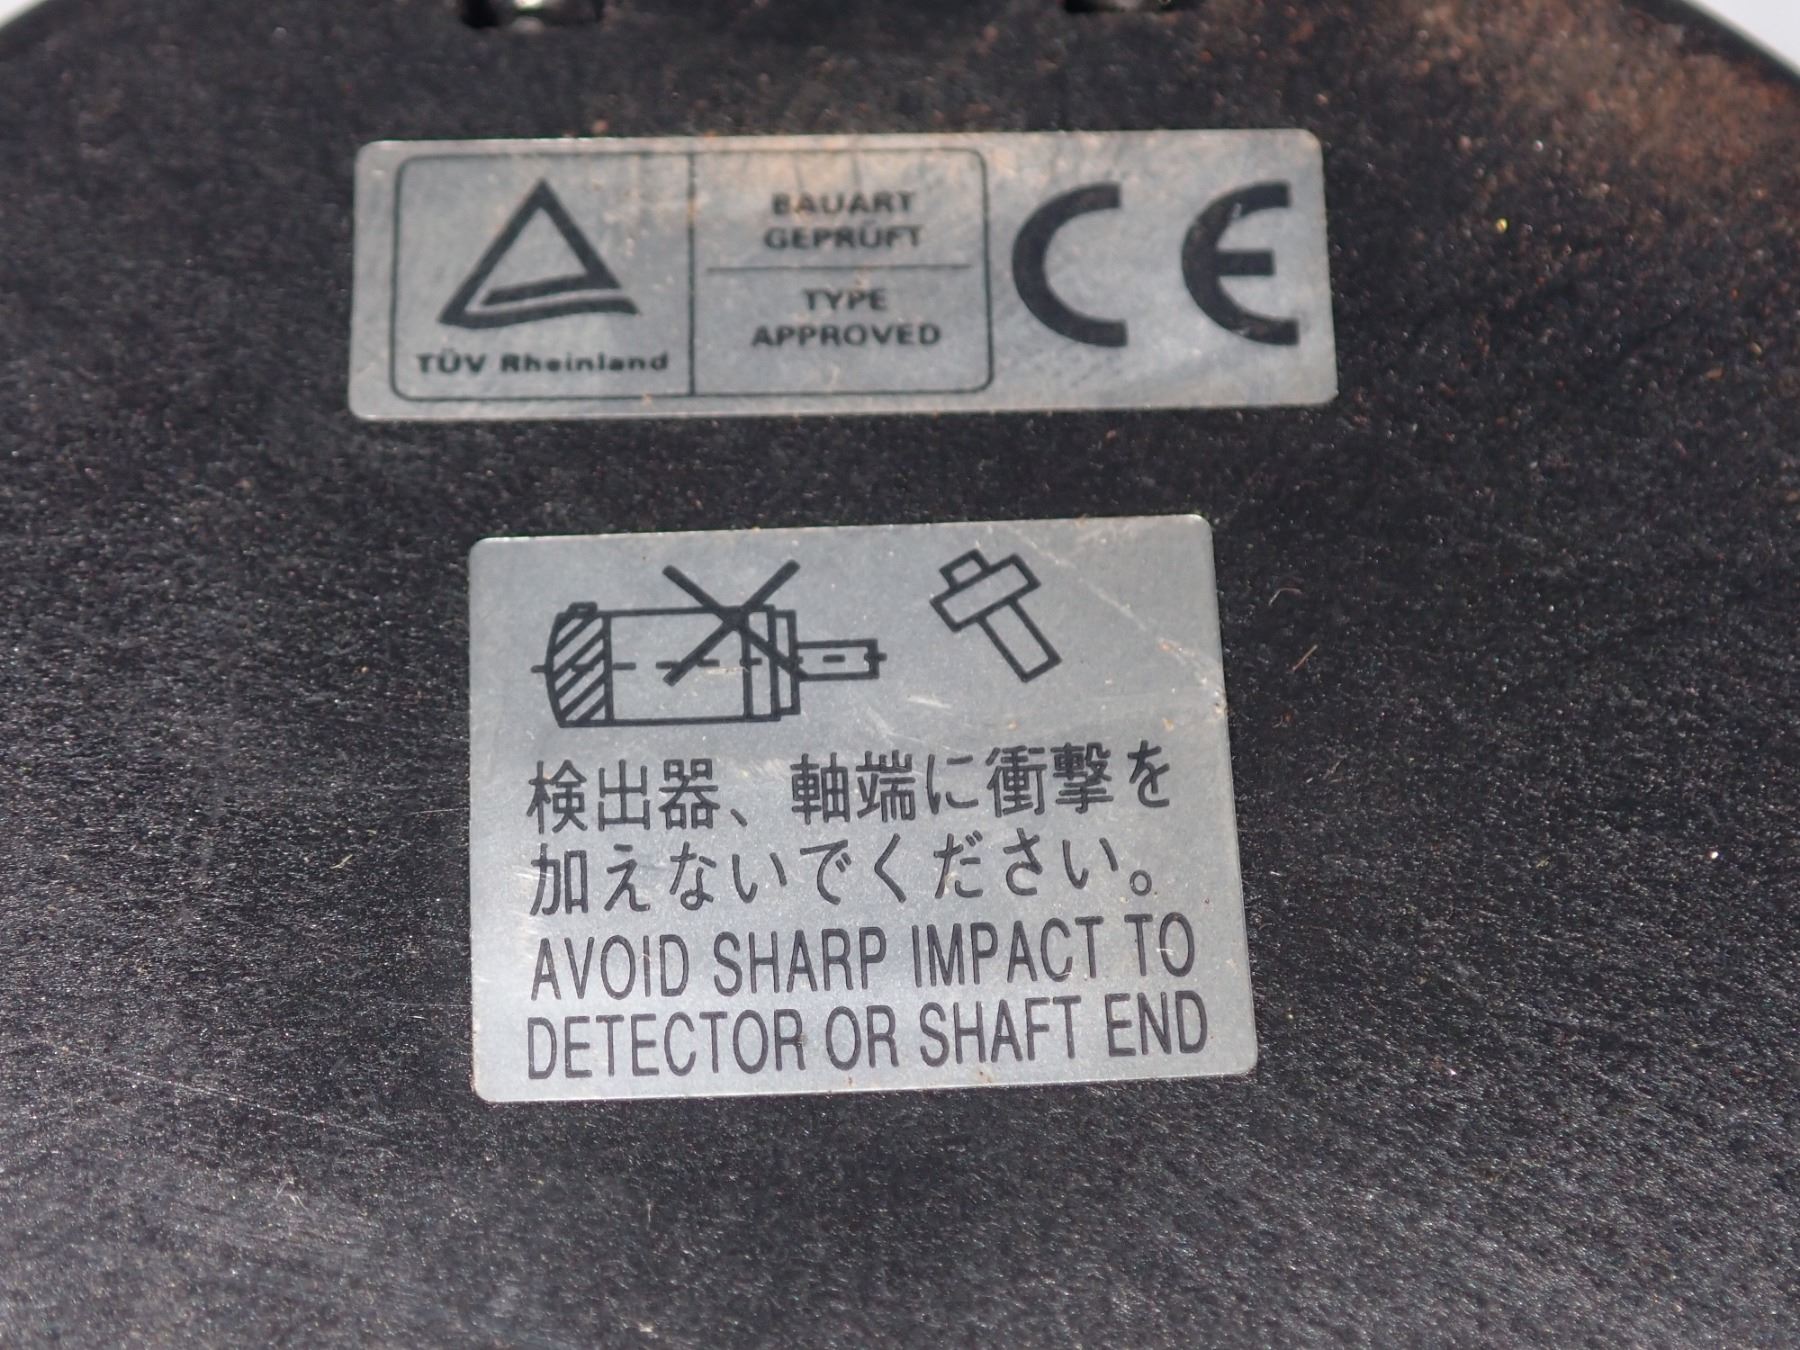 TÜV Rheinland
BAUART
GEPRÜFT
TYPE
APPROVED
CE
検出器、軸端に衝撃を
加えないでください。
AVOID SHARP IMPACT TO
DETECTOR OR SHAFT END